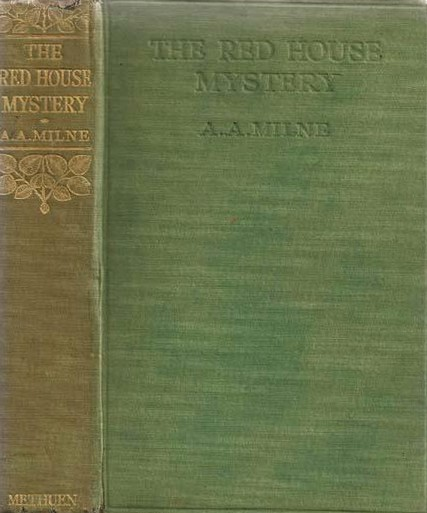 THE
RED HOUSE
MYSTERY
A.A.MILNE
METHUEN
THE RED HOUSE
MYSTERY
A.A.MILNE